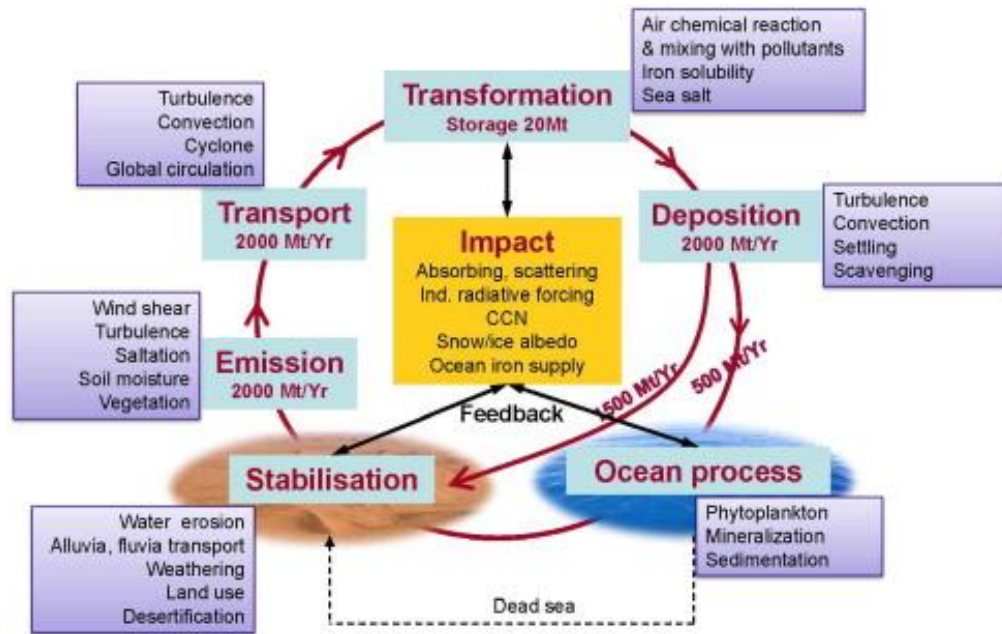 Air chemical reaction
& mixing with pollutants
Iron solubility
Sea salt
Transformation
Storage 20Mt
Turbulence
Convection
Cyclone
Global circulation
Transport
2000 Mt/Yr
Deposition
2000 Mt/Yr
Turbulence
Convection
Settling
Scavenging
Impact
Absorbing, scattering
Ind. radiative forcing
CCN
Snow/ice albedo
Ocean iron supply
Wind shear
Turbulence
Saltation
Soil moisture
Vegetation
Emission
2000 Mt/Yr
1500 Mt/Yr
500 Mt/Yr
Feedback
Stabilisation
Ocean process
Water erosion
Alluvia, fluvia transport
Weathering
Land use
Desertification
Phytoplankton
Mineralization
Sedimentation
Dead sea